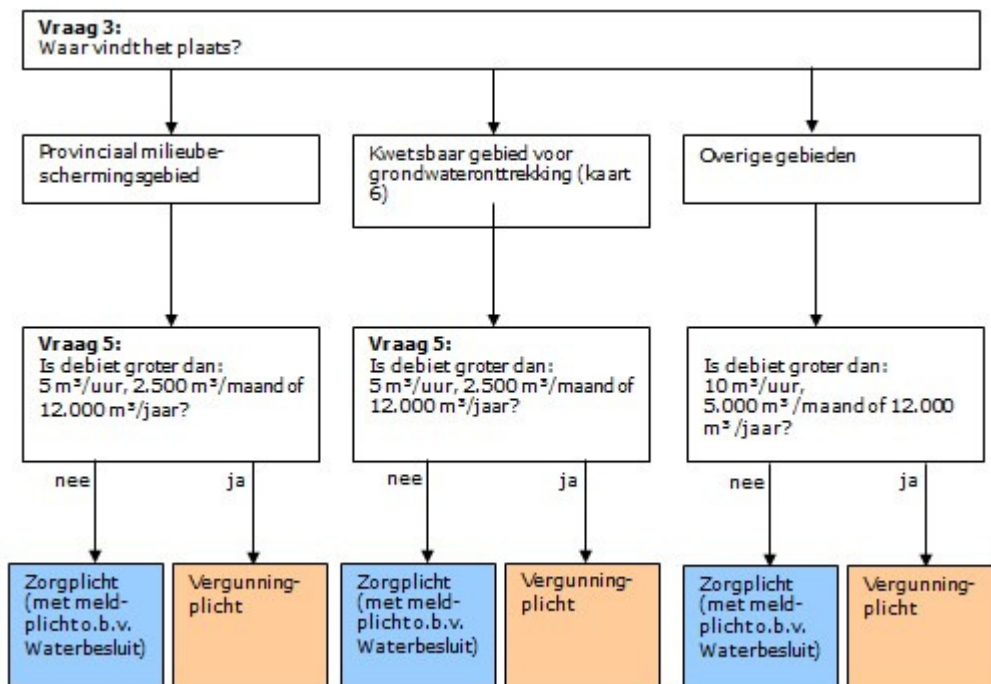 Vraag 3:
Waar vindt het plaats?
Provinciaal milieube-
schermingsgebied
Kwetsbaar gebied voor
grondwateronttrekking (kaart
6)
Overige gebieden
Vraag 5:
Is debiet groter dan:
5 m³/uur, 2.500 m³/maand of
12.000 m³/jaar?
Vraag 5:
Is debiet groter dan:
5 m³/uur, 2.500 m³/maand of
12.000 m³/jaar?
Is debiet groter dan:
10 m³/uur,
5.000 m³/maand of 12.000
m³/jaar?
nee
ja
nee
ja
nee
ja
Zorgplicht
(met meld-
plicht o.b.v.
Waterbesluit)
Vergunning-
plicht
Zorgplicht
(met meld-
plicht o.b.v.
Waterbesluit)
Vergunning-
plicht
Zorgplicht
(met meld-
plicht o.b.v.
Waterbesluit)
Vergunning-
plicht